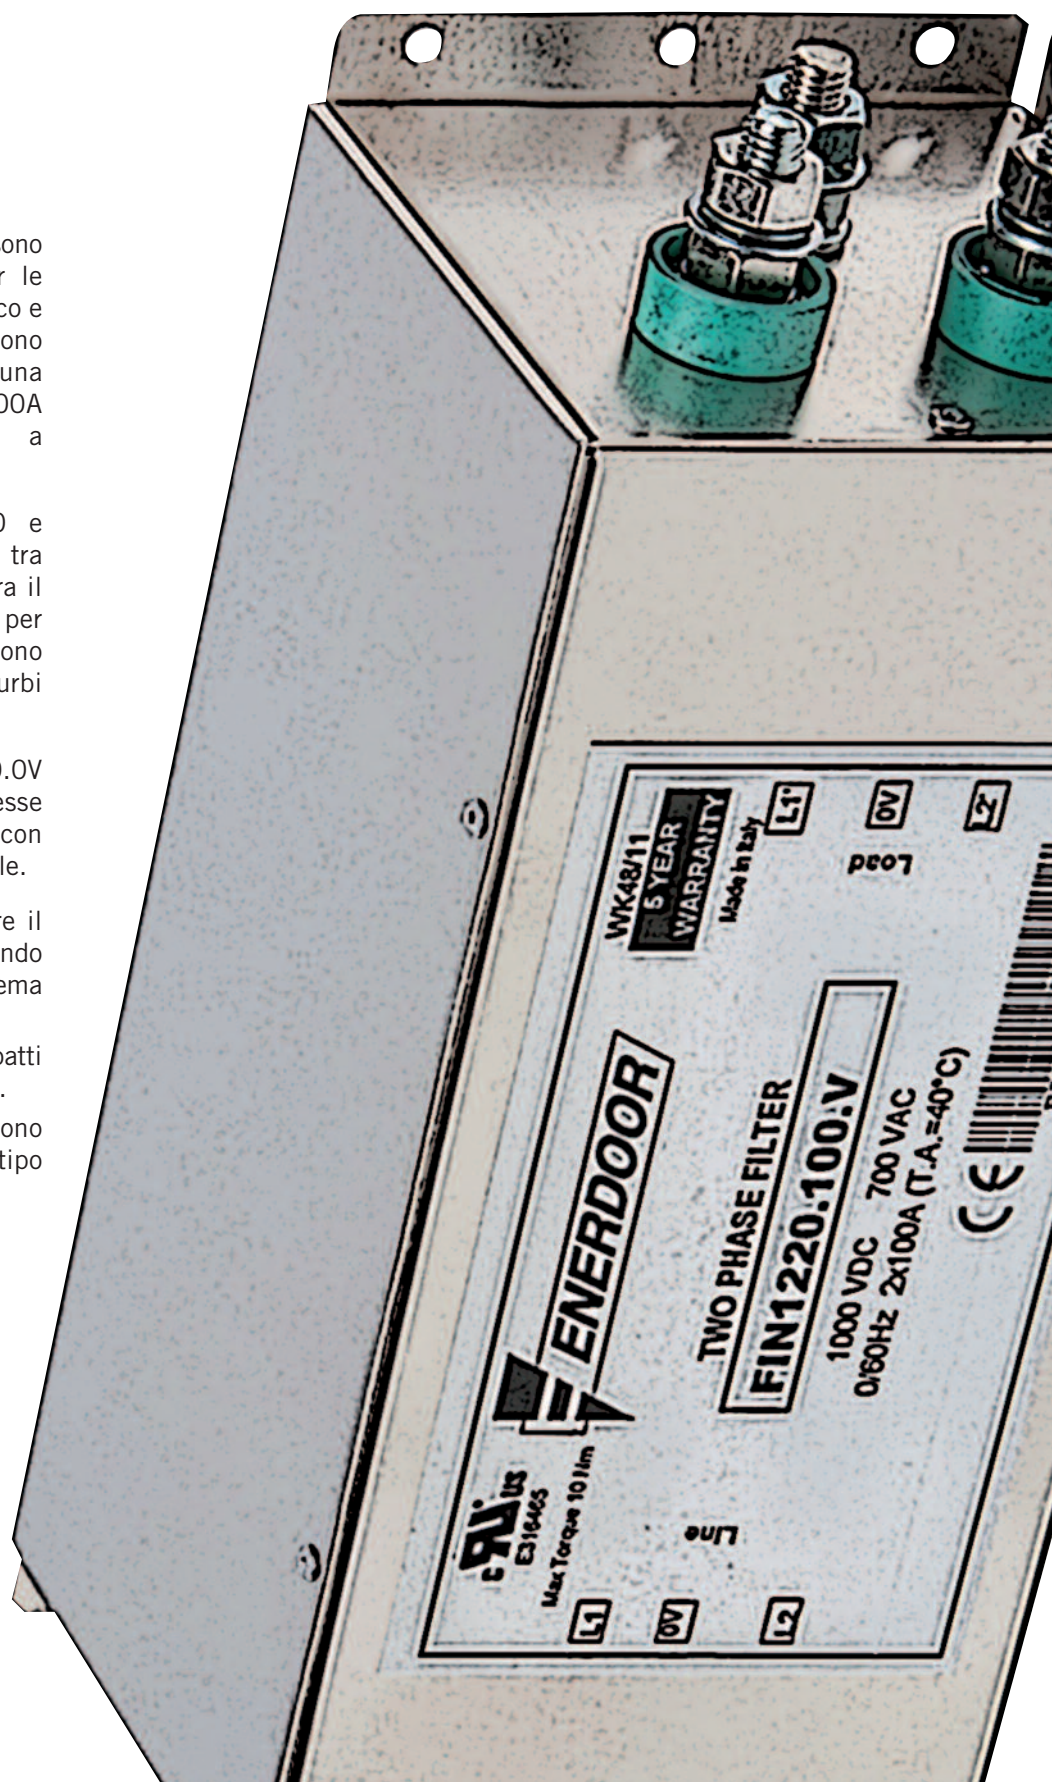 sono
r le
co e
ono
una
00A
a
0 e
tra
ra il
per
ono
urbi
0.0V
esse
con
le.
re il
ndo
ema
batti
.
ono
tipo
WK48/11
5 YEAR
WARRANTY
Made in Italy
L1'
0V
L2'
Load
ENERDOOR
TWO PHASE FILTER
FIN1220.100.V
1000 VDC 700 VAC
0/60Hz 2x100A (T.A.=40°C)
CE
c RU US
E316465
Max Torque 10 Nm
Line
L1
0V
L2